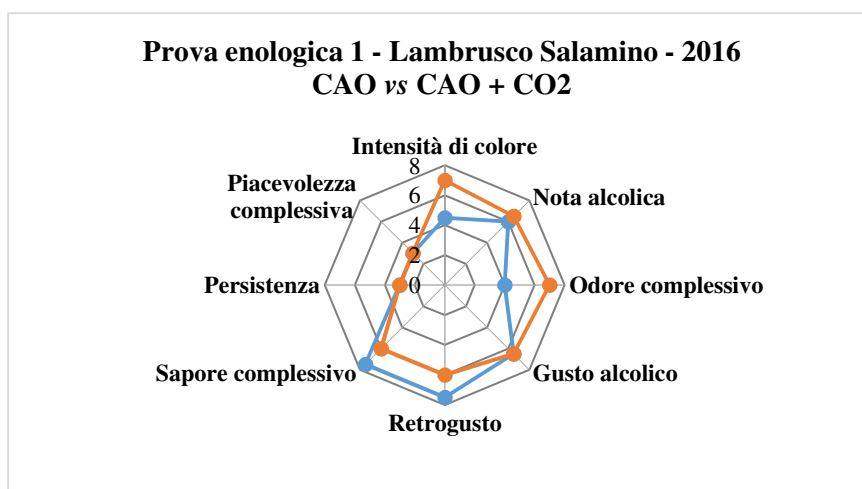 Prova enologica 1 - Lambrusco Salamino - 2016
CAO vs CAO + CO2
Intensità di colore
8
6
4
2
0
Nota alcolica
Odore complessivo
Gusto alcolico
Retrogusto
Sapore complessivo
Persistenza
Piacevolezza
complessiva